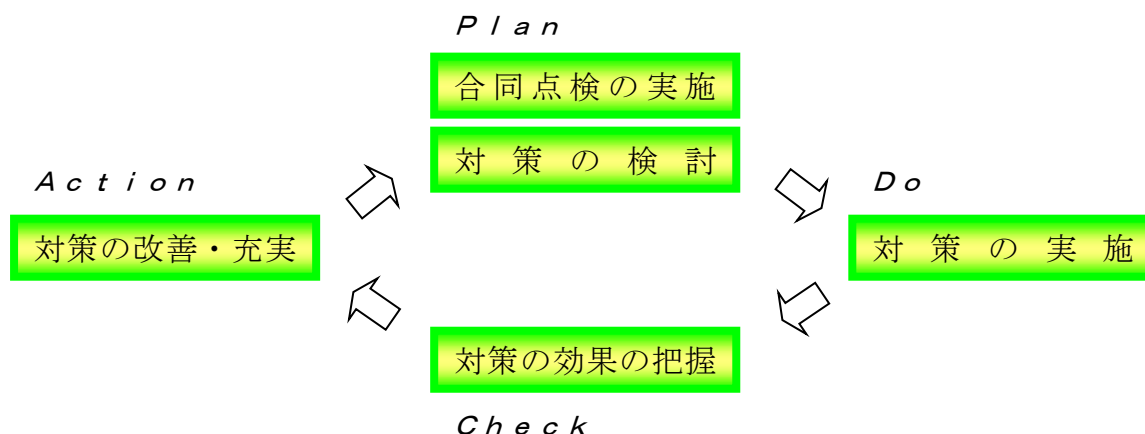 Plan
合同点検の実施
対策の検討
Action
Do
対策の改善・充実
対策の実施
対策の効果の把握
Check